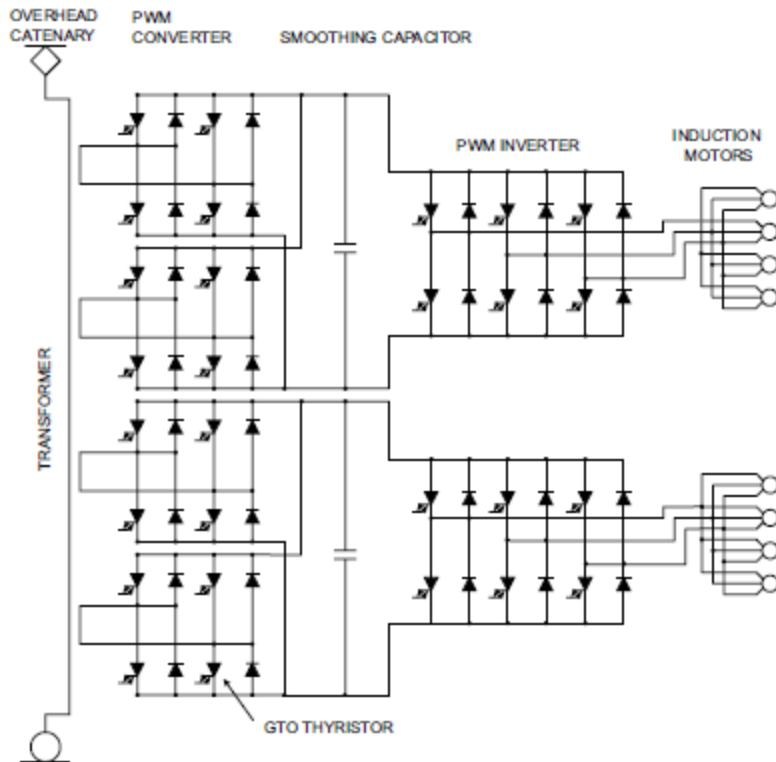 OVERHEAD
CATENARY
PWM
CONVERTER
SMOOTHING CAPACITOR
PWM INVERTER
INDUCTION
MOTORS
TRANSFORMER
GTO THYRISTOR